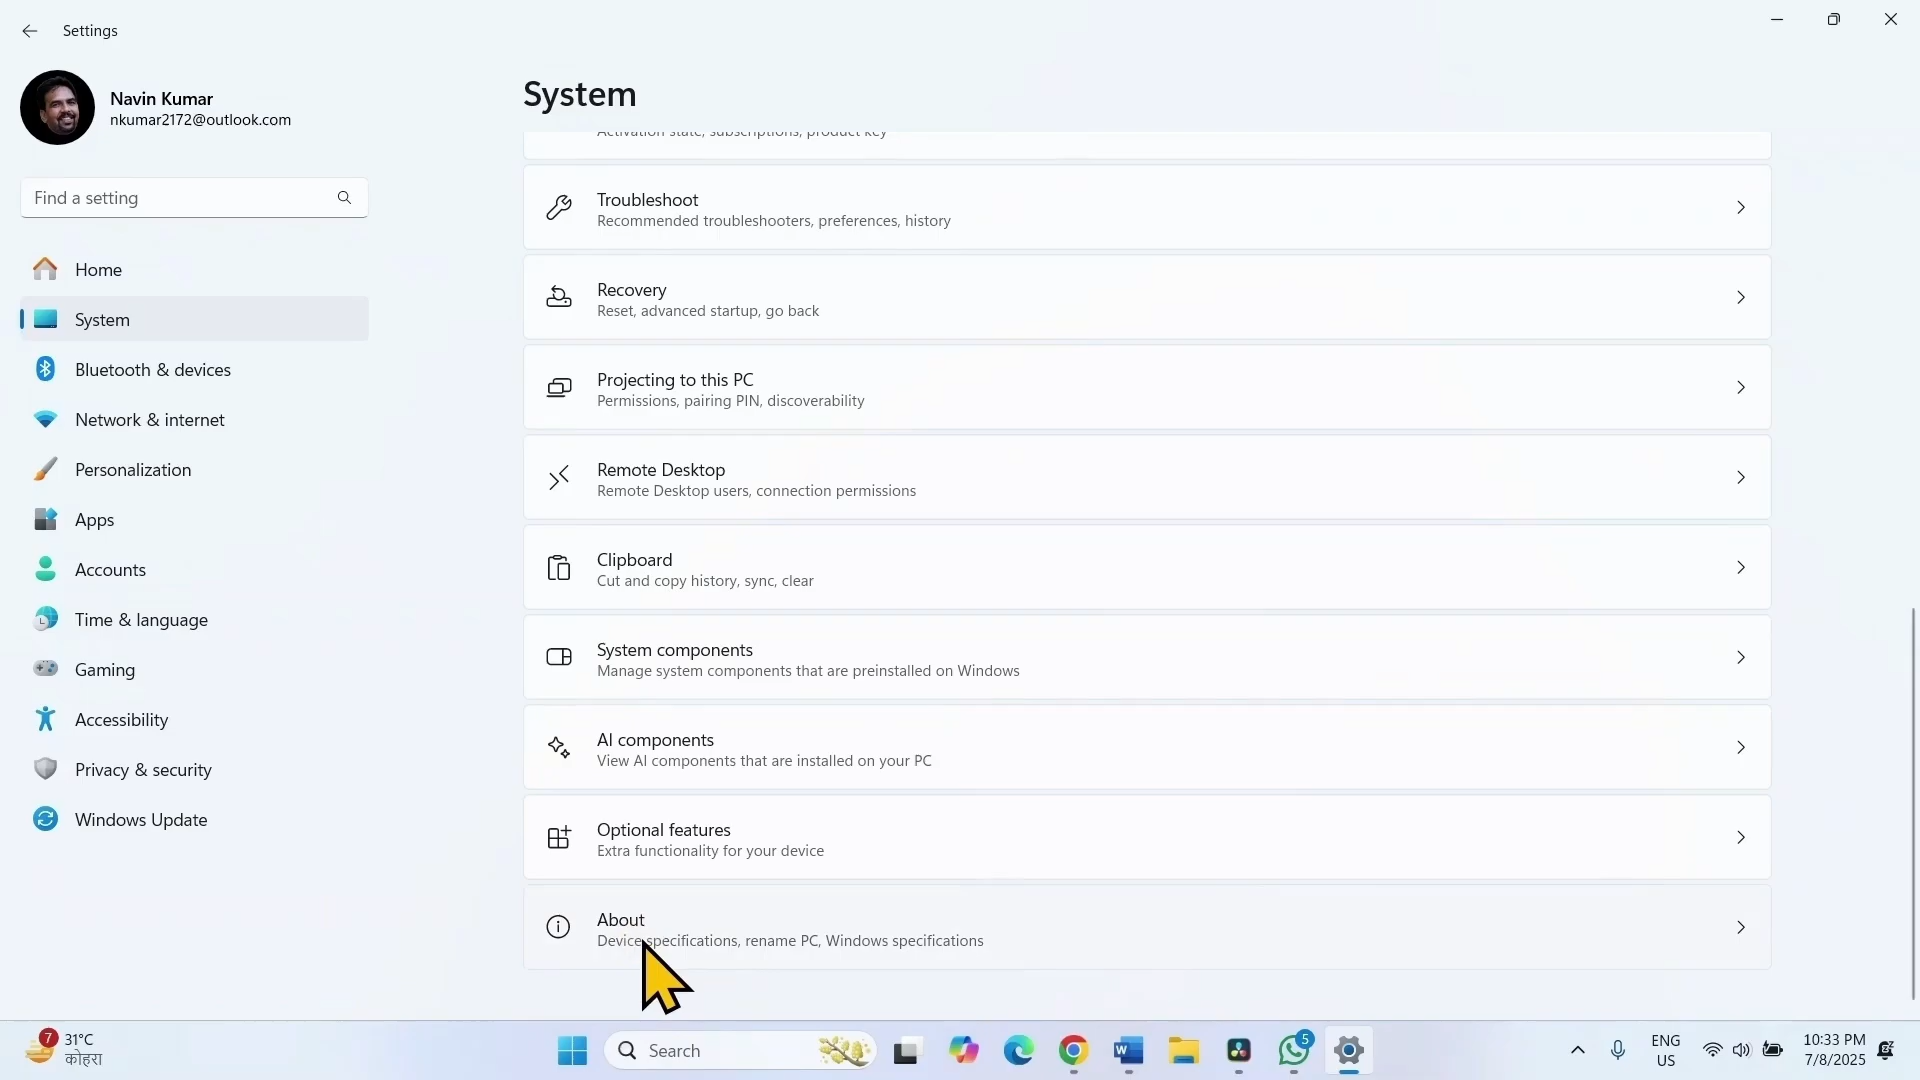 Settings
Navin Kumar
nkumar2172@outlook.com
Find a setting
Home
System
Bluetooth & devices
Network & internet
Personalization
Apps
Accounts
Time & language
Gaming
Accessibility
Privacy & security
Windows Update
System
Activation state, subscriptions, product key
Troubleshoot
Recommended troubleshooters, preferences, history
Recovery
Reset, advanced startup, go back
Projecting to this PC
Permissions, pairing PIN, discoverability
Remote Desktop
Remote Desktop users, connection permissions
Clipboard
Cut and copy history, sync, clear
System components
Manage system components that are preinstalled on Windows
AI components
View AI components that are installed on your PC
Optional features
Extra functionality for your device
About
Device specifications, rename PC, Windows specifications
7
31°C
कोहरा
Search
5
ENG
US
10:33 PM
7/8/2025